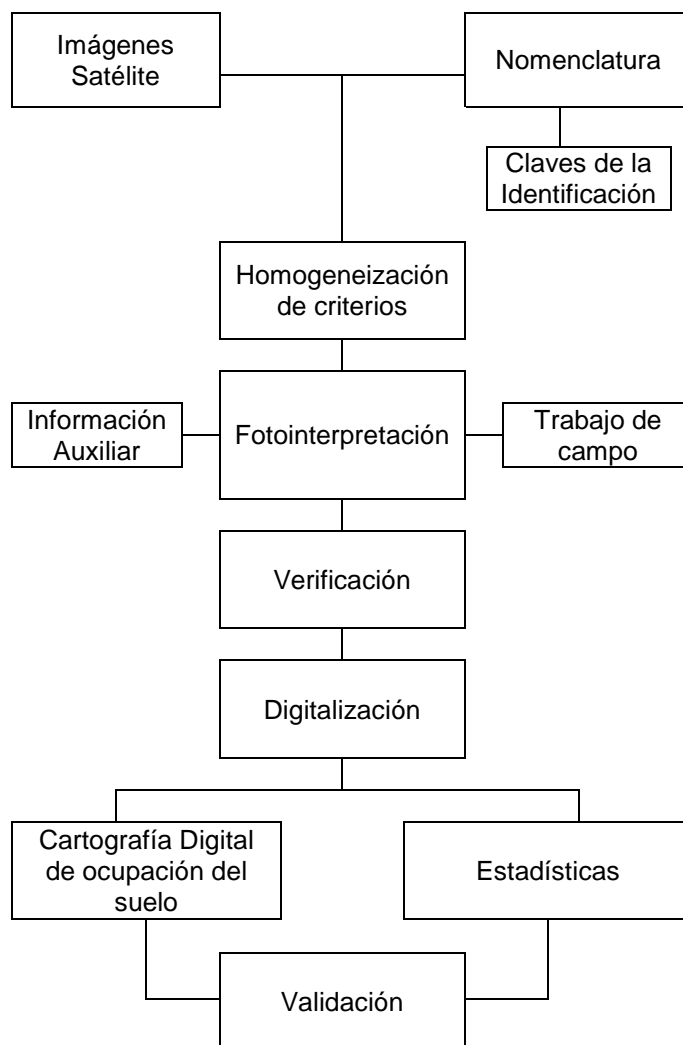 Imágenes
Satélite
Nomenclatura
Claves de la
Identificación
Homogeneización
de criterios
Información
Auxiliar
Fotointerpretación
Trabajo de
campo
Verificación
Digitalización
Cartografía Digital
de ocupación del
suelo
Estadísticas
Validación